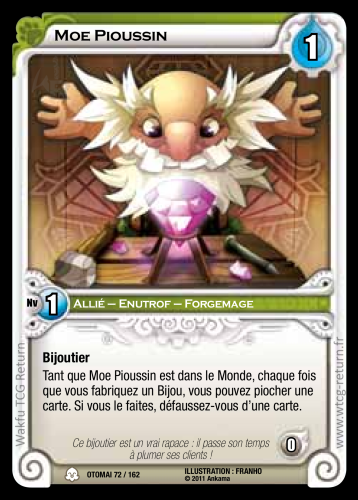 Moe Pioussin
1
Nv 1 Allié – Enutrof – Forgemage
Bijoutier
Tant que Moe Pioussin est dans le Monde, chaque fois
que vous fabriquez un Bijou, vous pouvez piocher une
carte. Si vous le faites, défaussez-vous d'une carte.
Ce bijoutier est un vrai rapace : il passe son temps
à plumer ses clients !
0
OTOMAI 72 / 162
ILLUSTRATION : FRANHO
© 2011 Ankama
Wakfu TCG Return
www.wtcg-return.fr